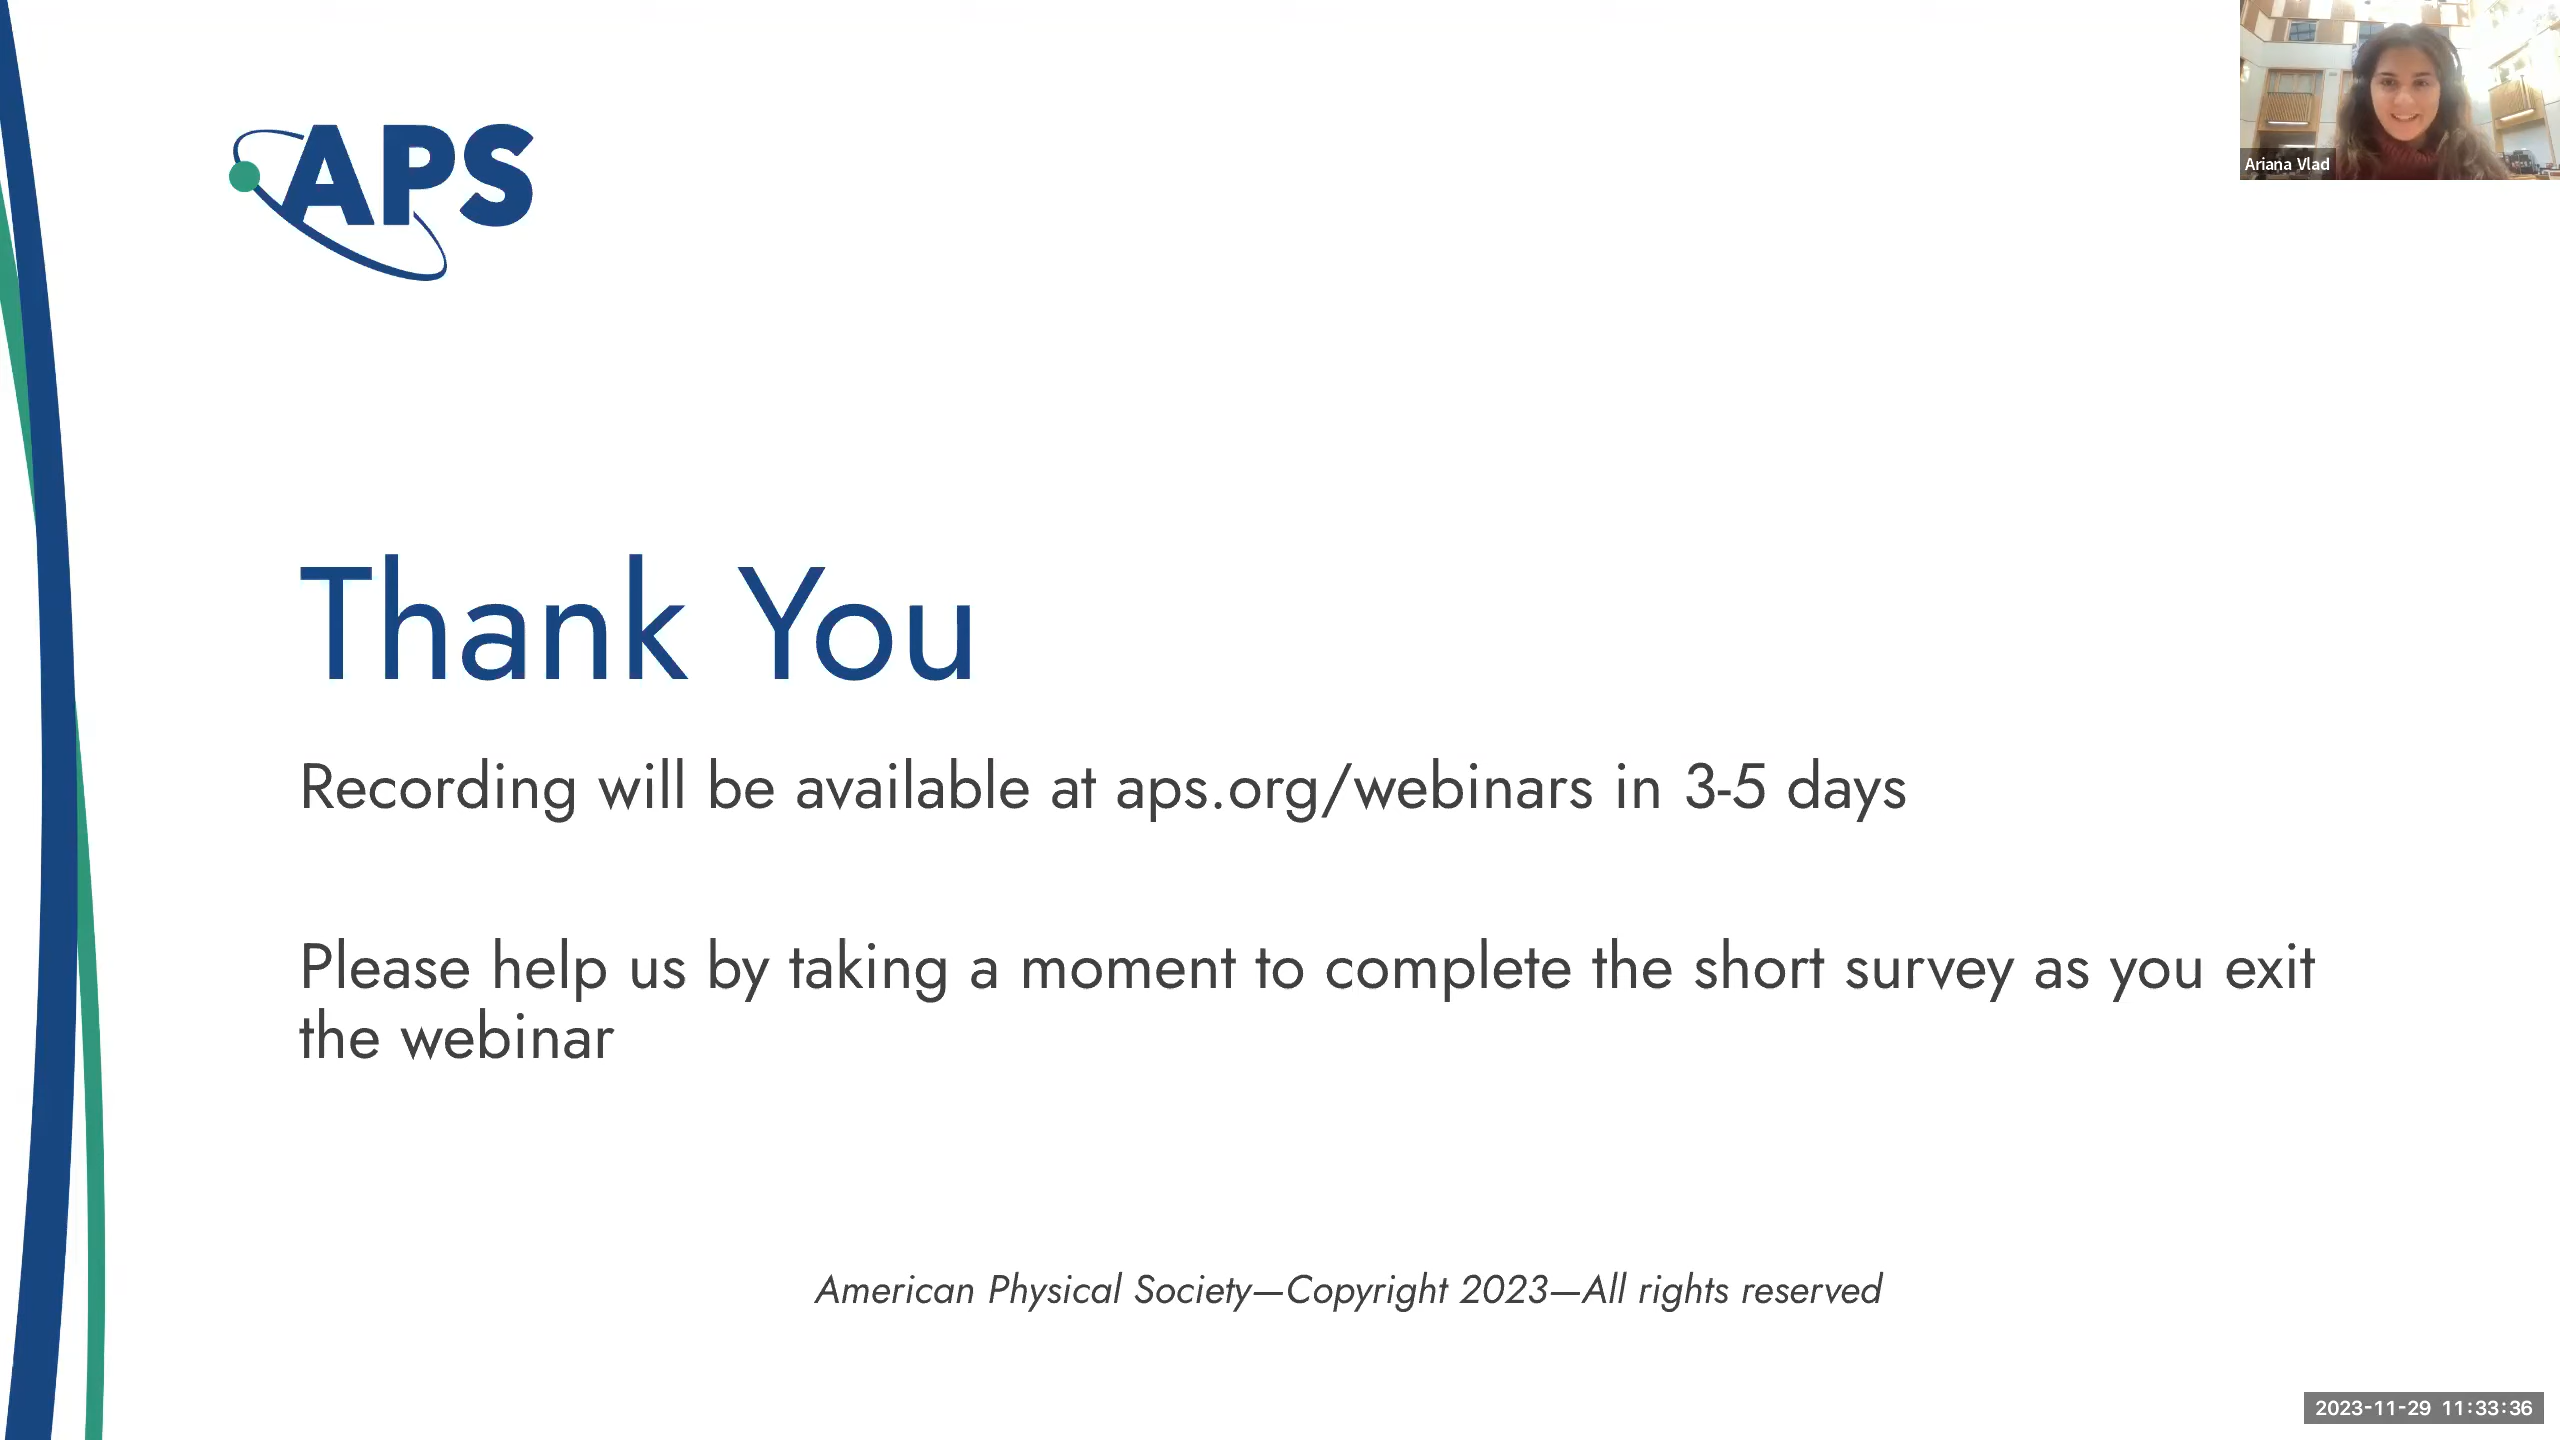 APS
Ariana Vlad
Thank You
Recording will be available at aps.org/webinars in 3-5 days
Please help us by taking a moment to complete the short survey as you exit
the webinar
American Physical Society—Copyright 2023—All rights reserved
2023-11-29 11:33:36